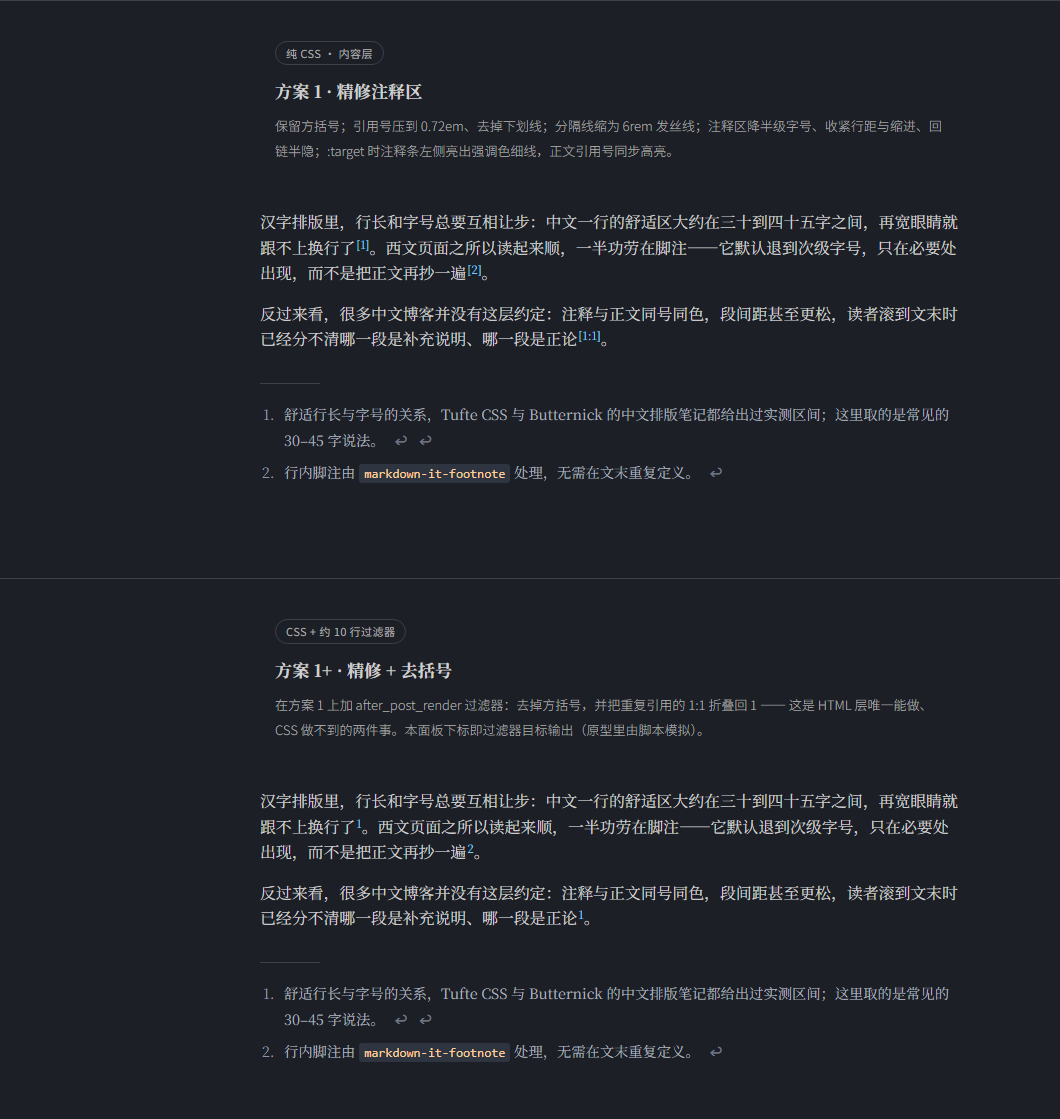 纯 CSS · 内容层
方案 1 · 精修注释区
保留方括号；引用号压到 0.72em、去掉下划线；分隔线缩为 6rem 发丝线；注释区降半级字号、收紧行距与缩进、回
链半隐；:target 时注释条左侧亮出强调色细线，正文引用号同步高亮。
汉字排版里，行长和字号总要互相让步：中文一行的舒适区大约在三十到四十五字之间，再宽眼睛就
跟不上换行了[1]。西文页面之所以读起来顺，一半功劳在脚注——它默认退到次级字号，只在必要处
出现，而不是把正文再抄一遍[2]。
反过来看，很多中文博客并没有这层约定：注释与正文同号同色，段间距甚至更松，读者滚到文末时
已经分不清哪一段是补充说明、哪一段是正论[1:1]。
1. 舒适行长与字号的关系，Tufte CSS 与 Butternick 的中文排版笔记都给出过实测区间；这里取的是常见的
30–45 字说法。 ↩ ↩
2. 行内脚注由 markdown-it-footnote 处理，无需在文末重复定义。 ↩
CSS + 约 10 行过滤器
方案 1+ · 精修 + 去括号
在方案 1 上加 after_post_render 过滤器：去掉方括号，并把重复引用的 1:1 折叠回 1 —— 这是 HTML 层唯一能做、
CSS 做不到的两件事。本面板下标即过滤器目标输出（原型里由脚本模拟）。
汉字排版里，行长和字号总要互相让步：中文一行的舒适区大约在三十到四十五字之间，再宽眼睛就
跟不上换行了1。西文页面之所以读起来顺，一半功劳在脚注——它默认退到次级字号，只在必要处
出现，而不是把正文再抄一遍2。
反过来看，很多中文博客并没有这层约定：注释与正文同号同色，段间距甚至更松，读者滚到文末时
已经分不清哪一段是补充说明、哪一段是正论1。
1. 舒适行长与字号的关系，Tufte CSS 与 Butternick 的中文排版笔记都给出过实测区间；这里取的是常见的
30–45 字说法。 ↩ ↩
2. 行内脚注由 markdown-it-footnote 处理，无需在文末重复定义。 ↩